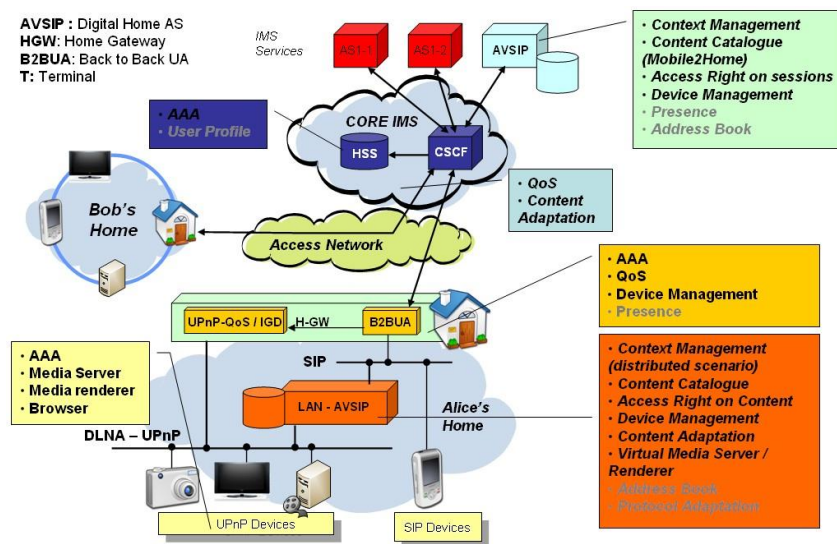 AVSIP : Digital Home AS
HGW: Home Gateway
B2BUA: Back to Back UA
T: Terminal
IMS
Services
AS1-1
AS1-2
AVSIP
· Context Management
· Content Catalogue
(Mobile2Home)
· Access Right on sessions
· Device Management
· Presence
· Address Book
· AAA
· User Profile
CORE IMS
HSS
CSCF
· QoS
· Content
Adaptation
Bob's
Home
Access Network
· AAA
· QoS
· Device Management
· Presence
UPnP-QoS / IGD
H-GW
B2BUA
SIP
· AAA
· Media Server
· Media renderer
· Browser
LAN - AVSIP
Alice's
Home
· Context Management
(distributed scenario)
· Content Catalogue
· Access Right on Content
· Device Management
· Content Adaptation
· Virtual Media Server /
Renderer
· Address Book
· Protocol Adaptation
DLNA – UPnP
UPnP Devices
SIP Devices